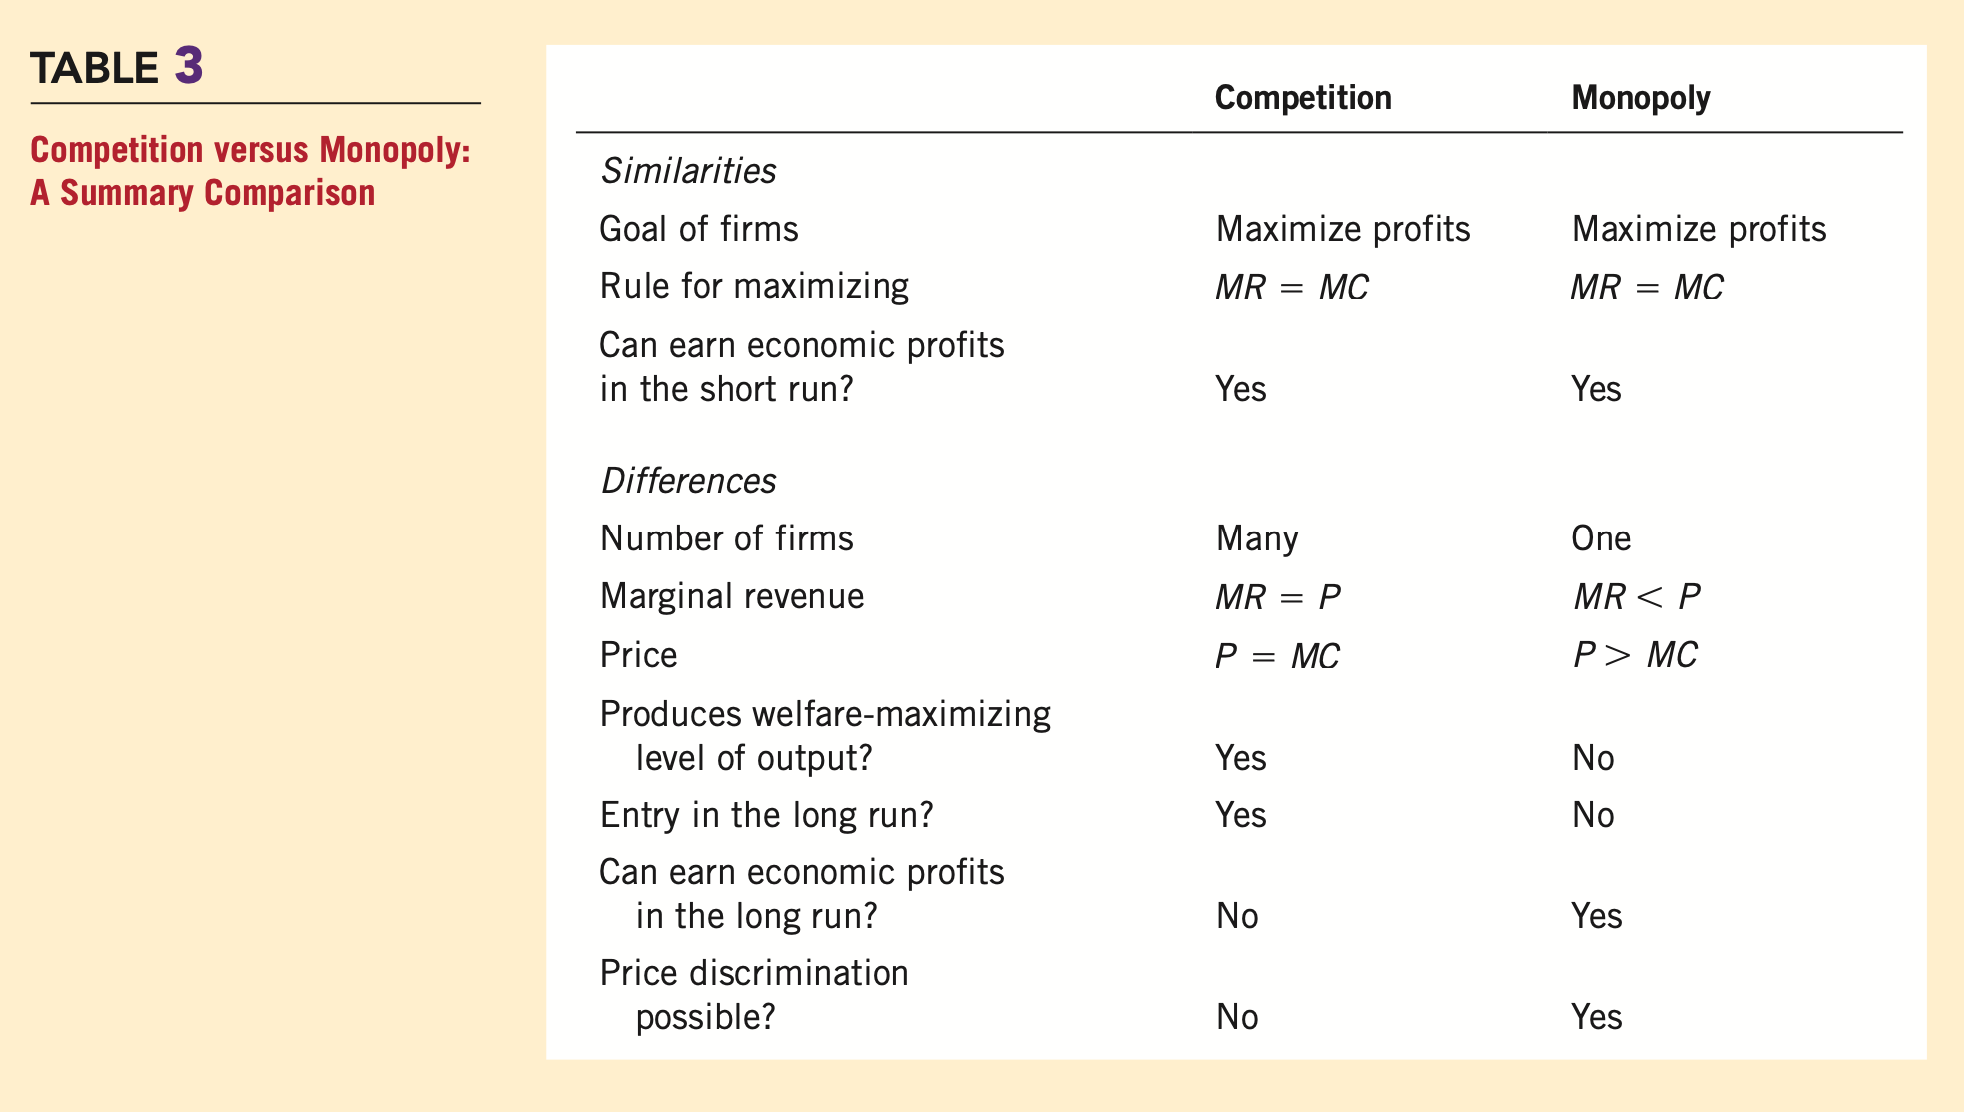 TABLE 3
Competition versus Monopoly:
A Summary Comparison
Competition Monopoly
Similarities
Goal of firms Maximize profits Maximize profits
Rule for maximizing MR = MC MR = MC
Can earn economic profits
in the short run? Yes Yes
Differences
Number of firms Many One
Marginal revenue MR = P MR < P
Price P = MC P > MC
Produces welfare-maximizing
level of output? Yes No
Entry in the long run? Yes No
Can earn economic profits
in the long run? No Yes
Price discrimination
possible? No Yes